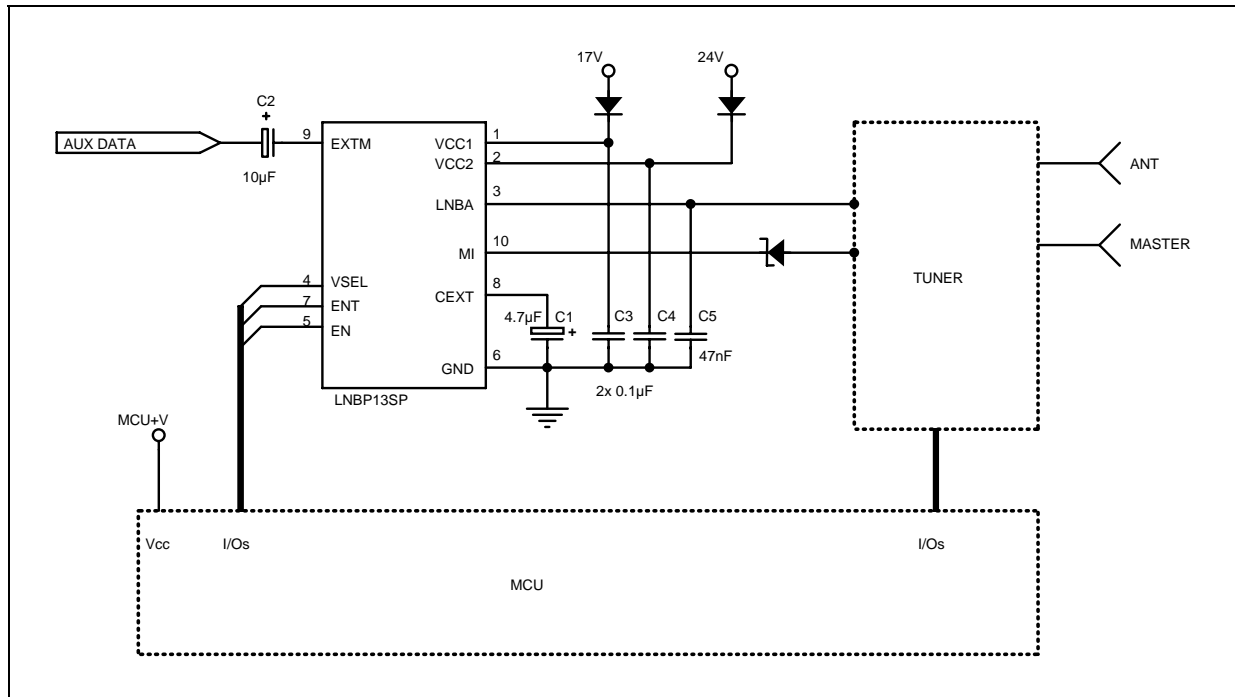 17V
24V
C2
+
AUX DATA
9
EXTM
VCC1
1
10µF
VCC2
2
ANT
LNBA
3
MI
10
MASTER
TUNER
4
VSEL
CEXT
8
7
ENT
4.7µF
C1
+
C3
C4
C5
5
EN
47nF
GND
6
2x 0.1µF
LNBP13SP
MCU+V
Vcc
I/Os
I/Os
MCU